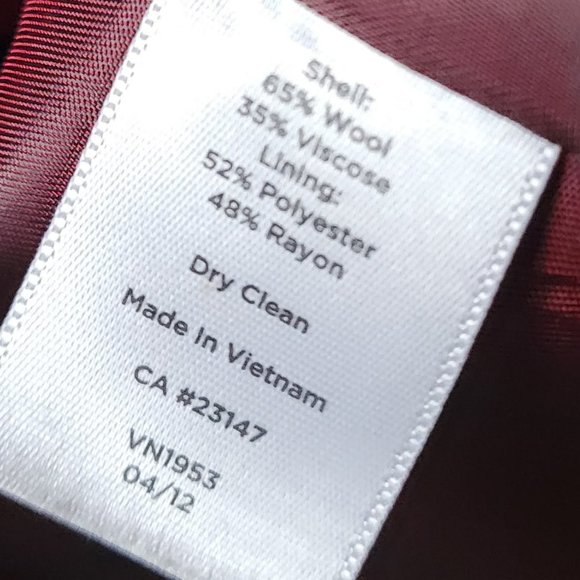 Shell:
65% Wool
35% Viscose
Lining:
52% Polyester
48% Rayon
Dry Clean
Made In Vietnam
CA #23147
VN1953
04/12